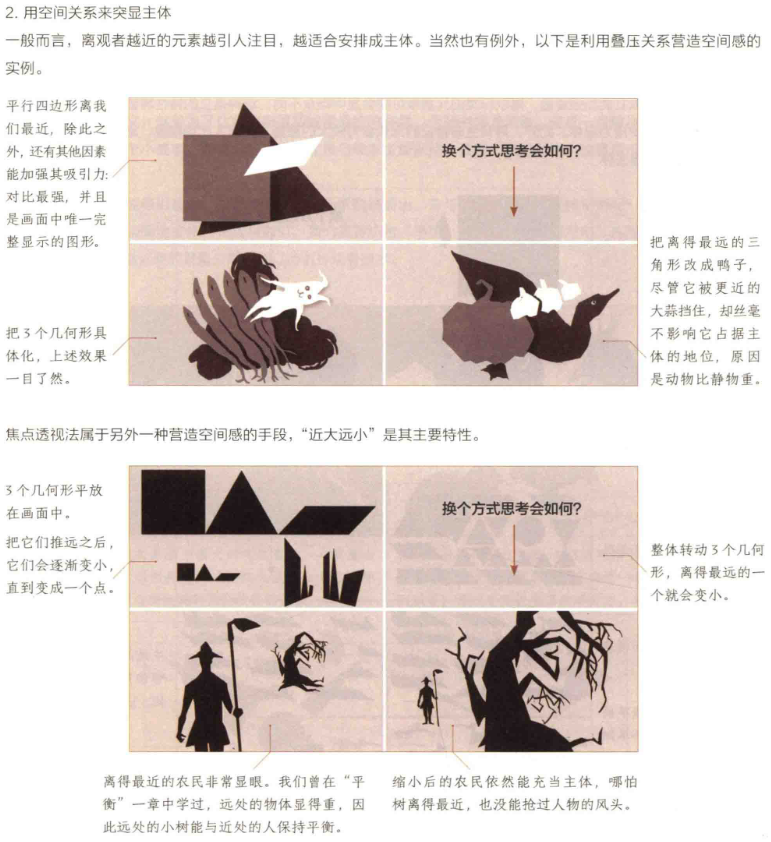 2. 用空间关系来突显主体
一般而言，离观者越近的元素越引人注目，越适合安排成主体。当然也有例外，以下是利用叠压关系营造空间感的
实例。
平行四边形离我
们最近，除此之
外，还有其他因素
能加强其吸引力：
对比最强，并且
是画面中唯一完
整显示的图形。
换个方式思考会如何？
把3个几何形具
体化，上述效果
一目了然。
把离得最远的三
角形改成鸭子，
尽管它被更近的
大蒜挡住，却丝毫
不影响它占据主
体的地位，原因
是动物比静物重。
焦点透视法属于另外一种营造空间感的手段，“近大远小”是其主要特性。
3个几何形平放
在画面中。
把它们推远之后，
它们会逐渐变小，
直到变成一个点。
换个方式思考会如何？
整体转动3个几何
形，离得最远的一
个就会变小。
离得最近的农民非常显眼。我们曾在“平
衡”一章中学过，远处的物体显得重，因
此远处的小树能与近处的人保持平衡。
缩小后的农民依然能充当主体，哪怕
树离得最近，也没能抢过人物的风头。